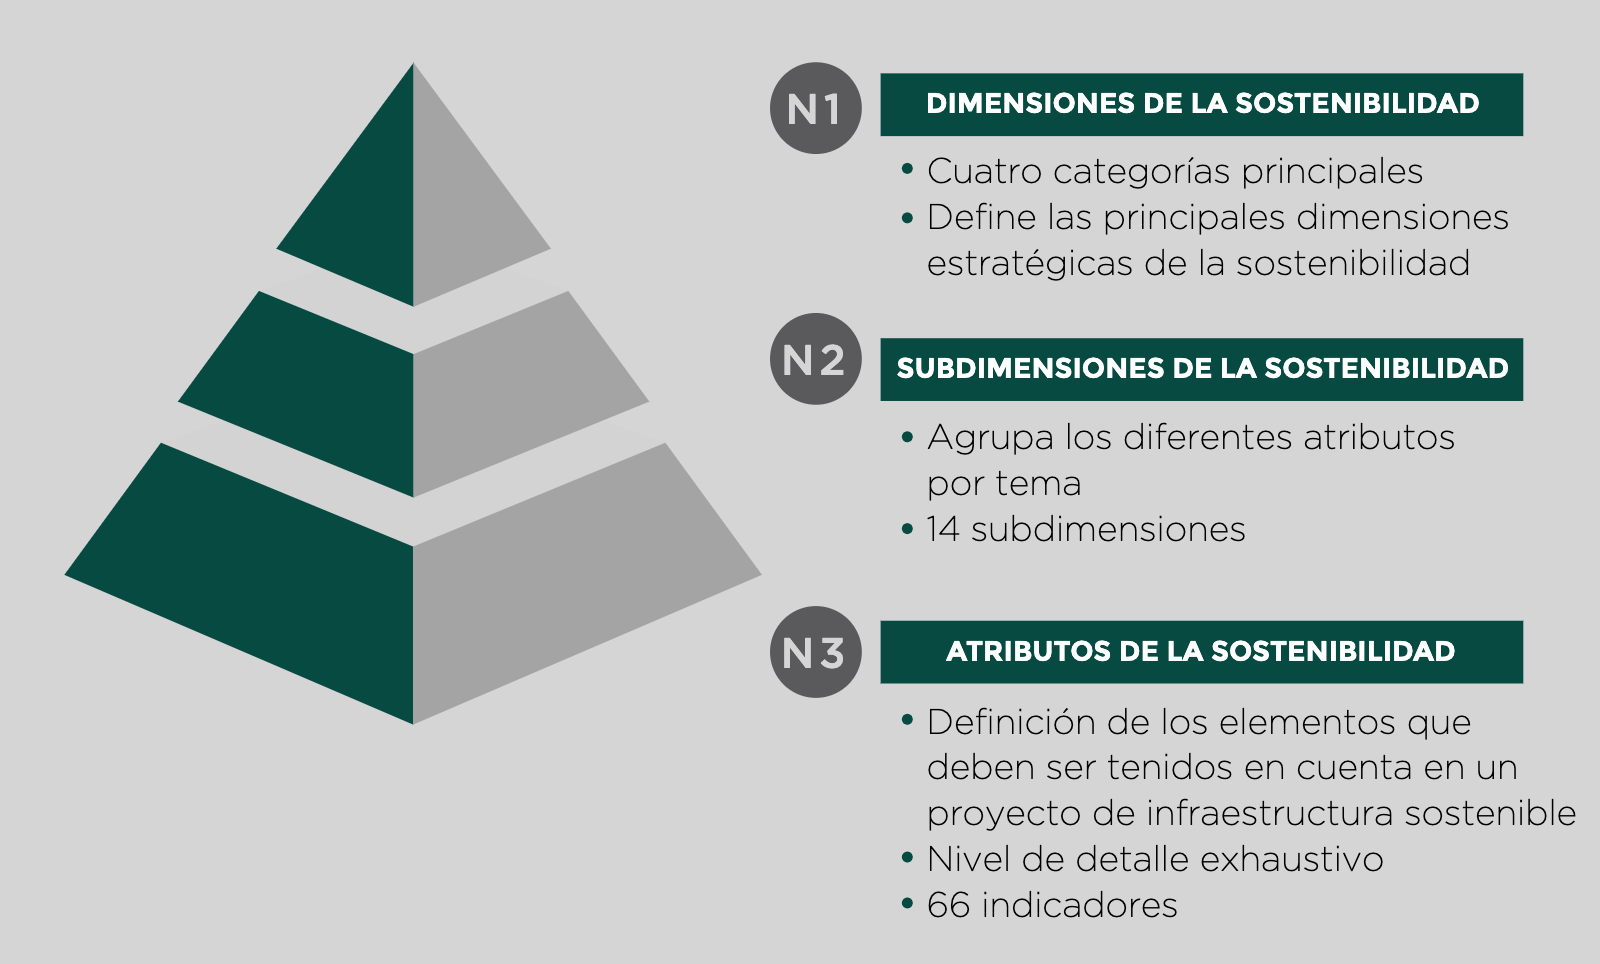 N1
DIMENSIONES DE LA SOSTENIBILIDAD
• Cuatro categorías principales
• Define las principales dimensiones
estratégicas de la sostenibilidad
N2
SUBDIMENSIONES DE LA SOSTENIBILIDAD
• Agrupa los diferentes atributos
por tema
• 14 subdimensiones
N3
ATRIBUTOS DE LA SOSTENIBILIDAD
• Definición de los elementos que
deben ser tenidos en cuenta en un
proyecto de infraestructura sostenible
• Nivel de detalle exhaustivo
• 66 indicadores